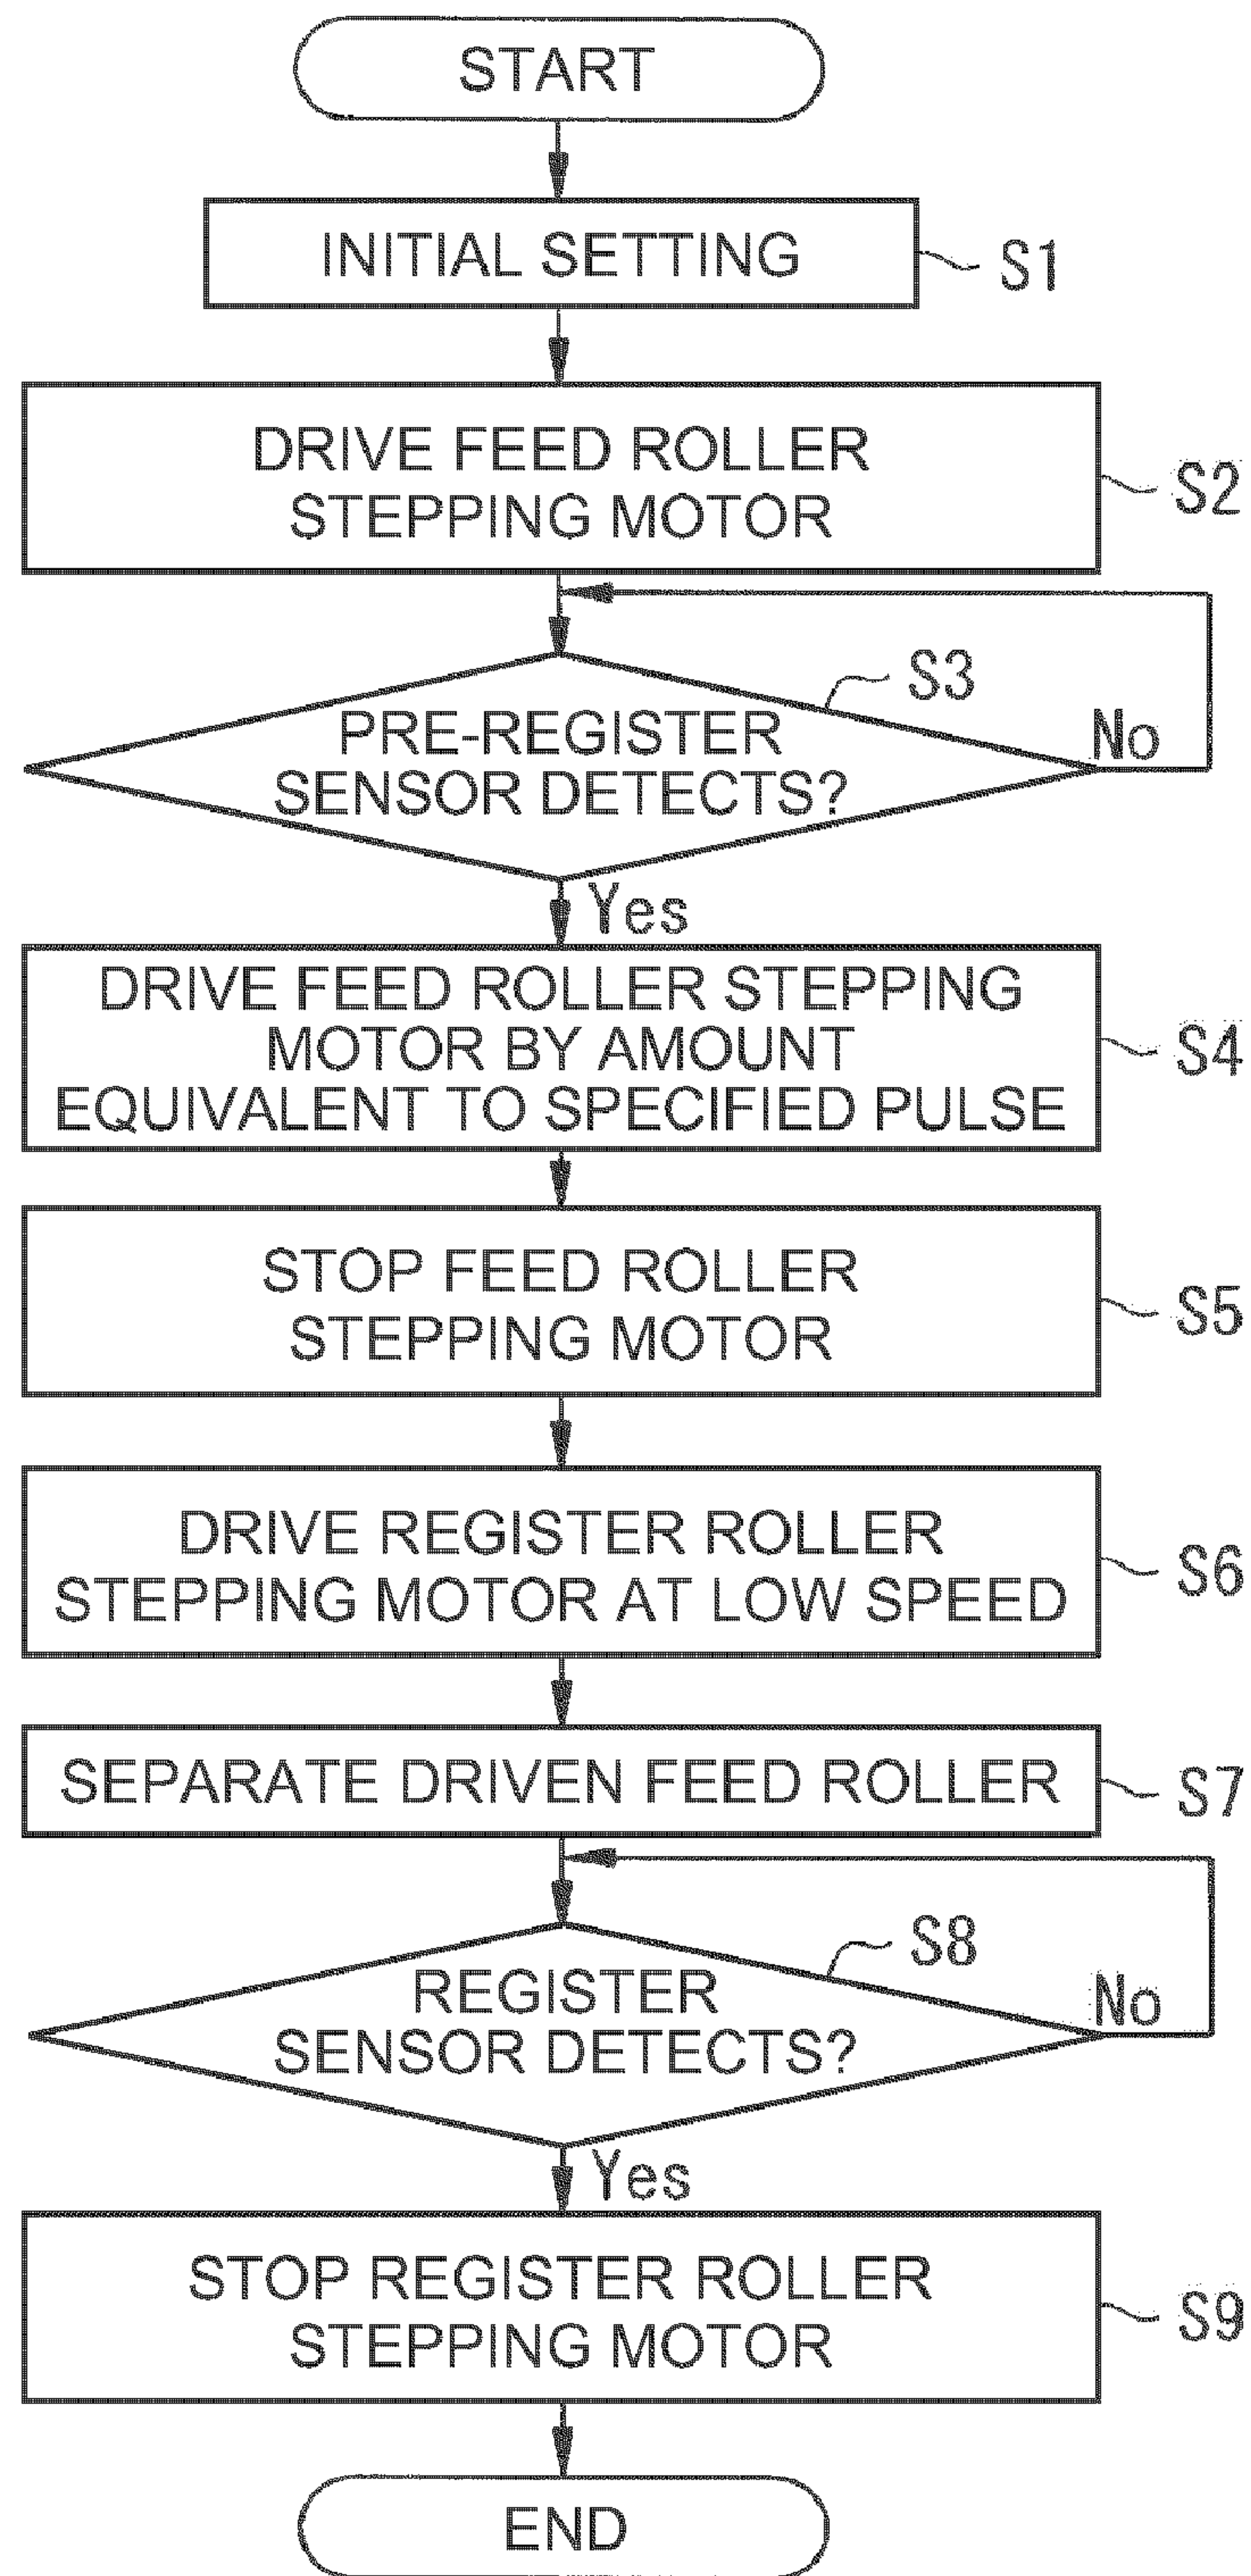 START
INITIAL SETTING
S1
DRIVE FEED ROLLER
STEPPING MOTOR
S2
S3
PRE-REGISTER
SENSOR DETECTS?
No
Yes
DRIVE FEED ROLLER STEPPING
MOTOR BY AMOUNT
EQUIVALENT TO SPECIFIED PULSE
S4
STOP FEED ROLLER
STEPPING MOTOR
S5
DRIVE REGISTER ROLLER
STEPPING MOTOR AT LOW SPEED
S6
SEPARATE DRIVEN FEED ROLLER
S7
S8
REGISTER
SENSOR DETECTS?
No
Yes
STOP REGISTER ROLLER
STEPPING MOTOR
S9
END